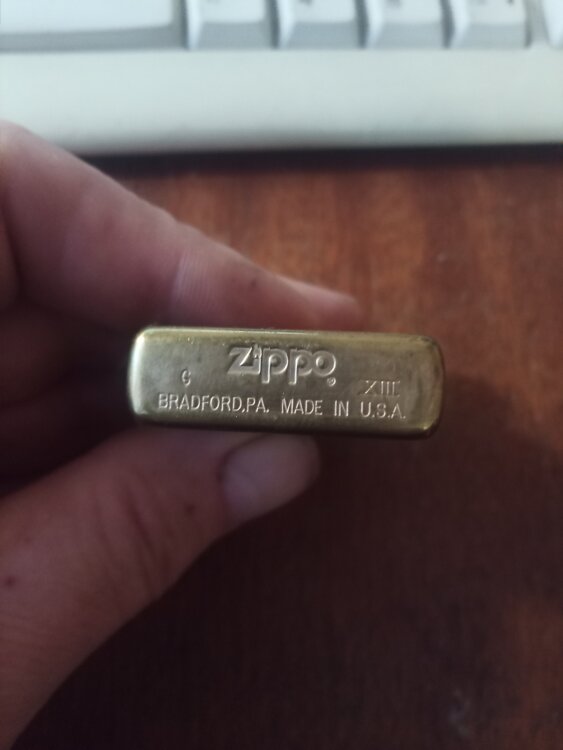 Zippo®
G XIII
BRADFORD,PA. MADE IN U.S.A.